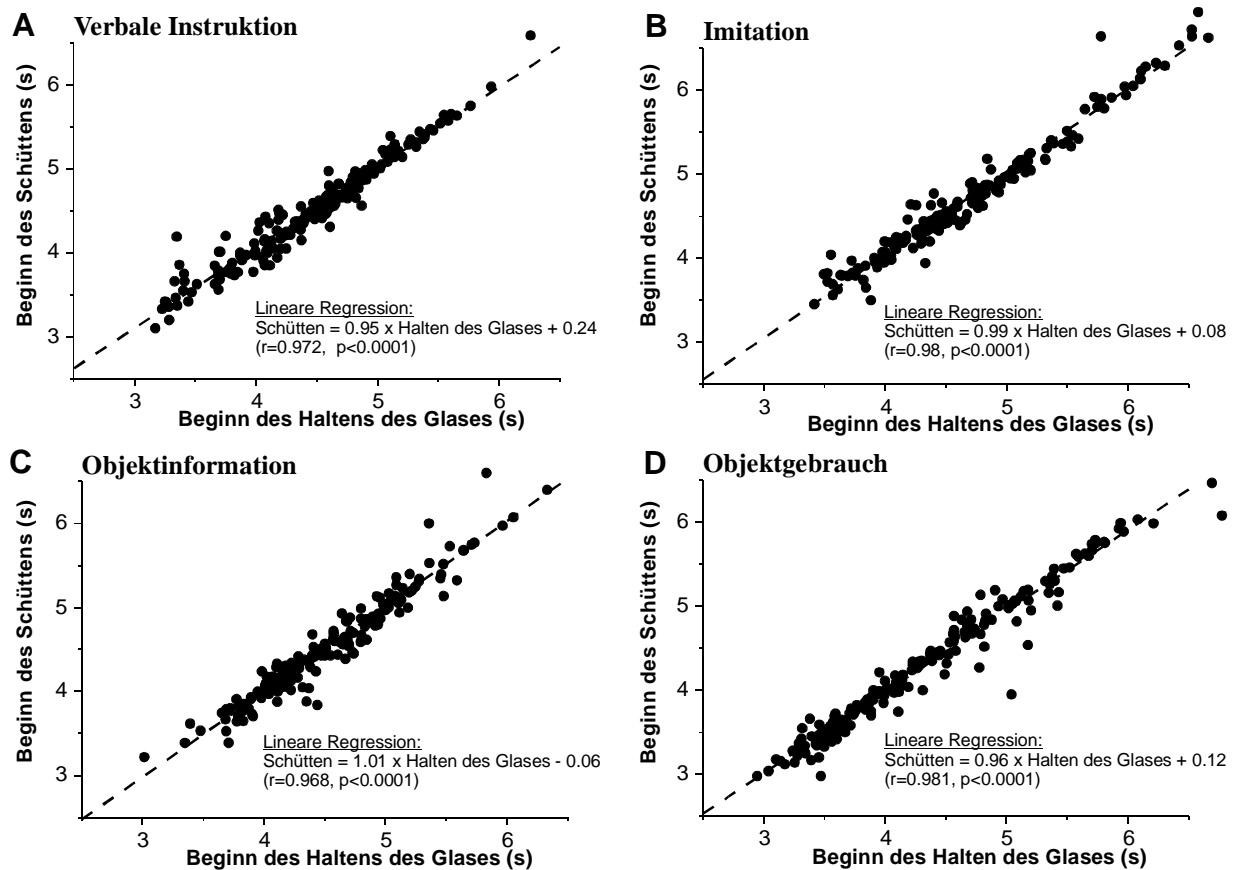 A
Verbale Instruktion
Beginn des Schüttens (s)
6
5
4
3
Lineare Regression:
Schütten = 0.95 x Halten des Glases + 0.24
(r=0.972, p<0.0001)
3 4 5 6
Beginn des Haltens des Glases (s)
B
Imitation
Beginn des Schüttens (s)
6
5
4
3
Lineare Regression:
Schütten = 0.99 x Halten des Glases + 0.08
(r=0.98, p<0.0001)
3 4 5 6
Beginn des Halten des Glases (s)
C
Objektinformation
Beginn des Schüttens (s)
6
5
4
3
Lineare Regression:
Schütten = 1.01 x Halten des Glases - 0.06
(r=0.968, p<0.0001)
3 4 5 6
Beginn des Haltens des Glases (s)
D
Objektgebrauch
Beginn des Schüttens (s)
6
5
4
3
Lineare Regression:
Schütten = 0.96 x Halten des Glases + 0.12
(r=0.981, p<0.0001)
3 4 5 6
Beginn des Halten des Glases (s)